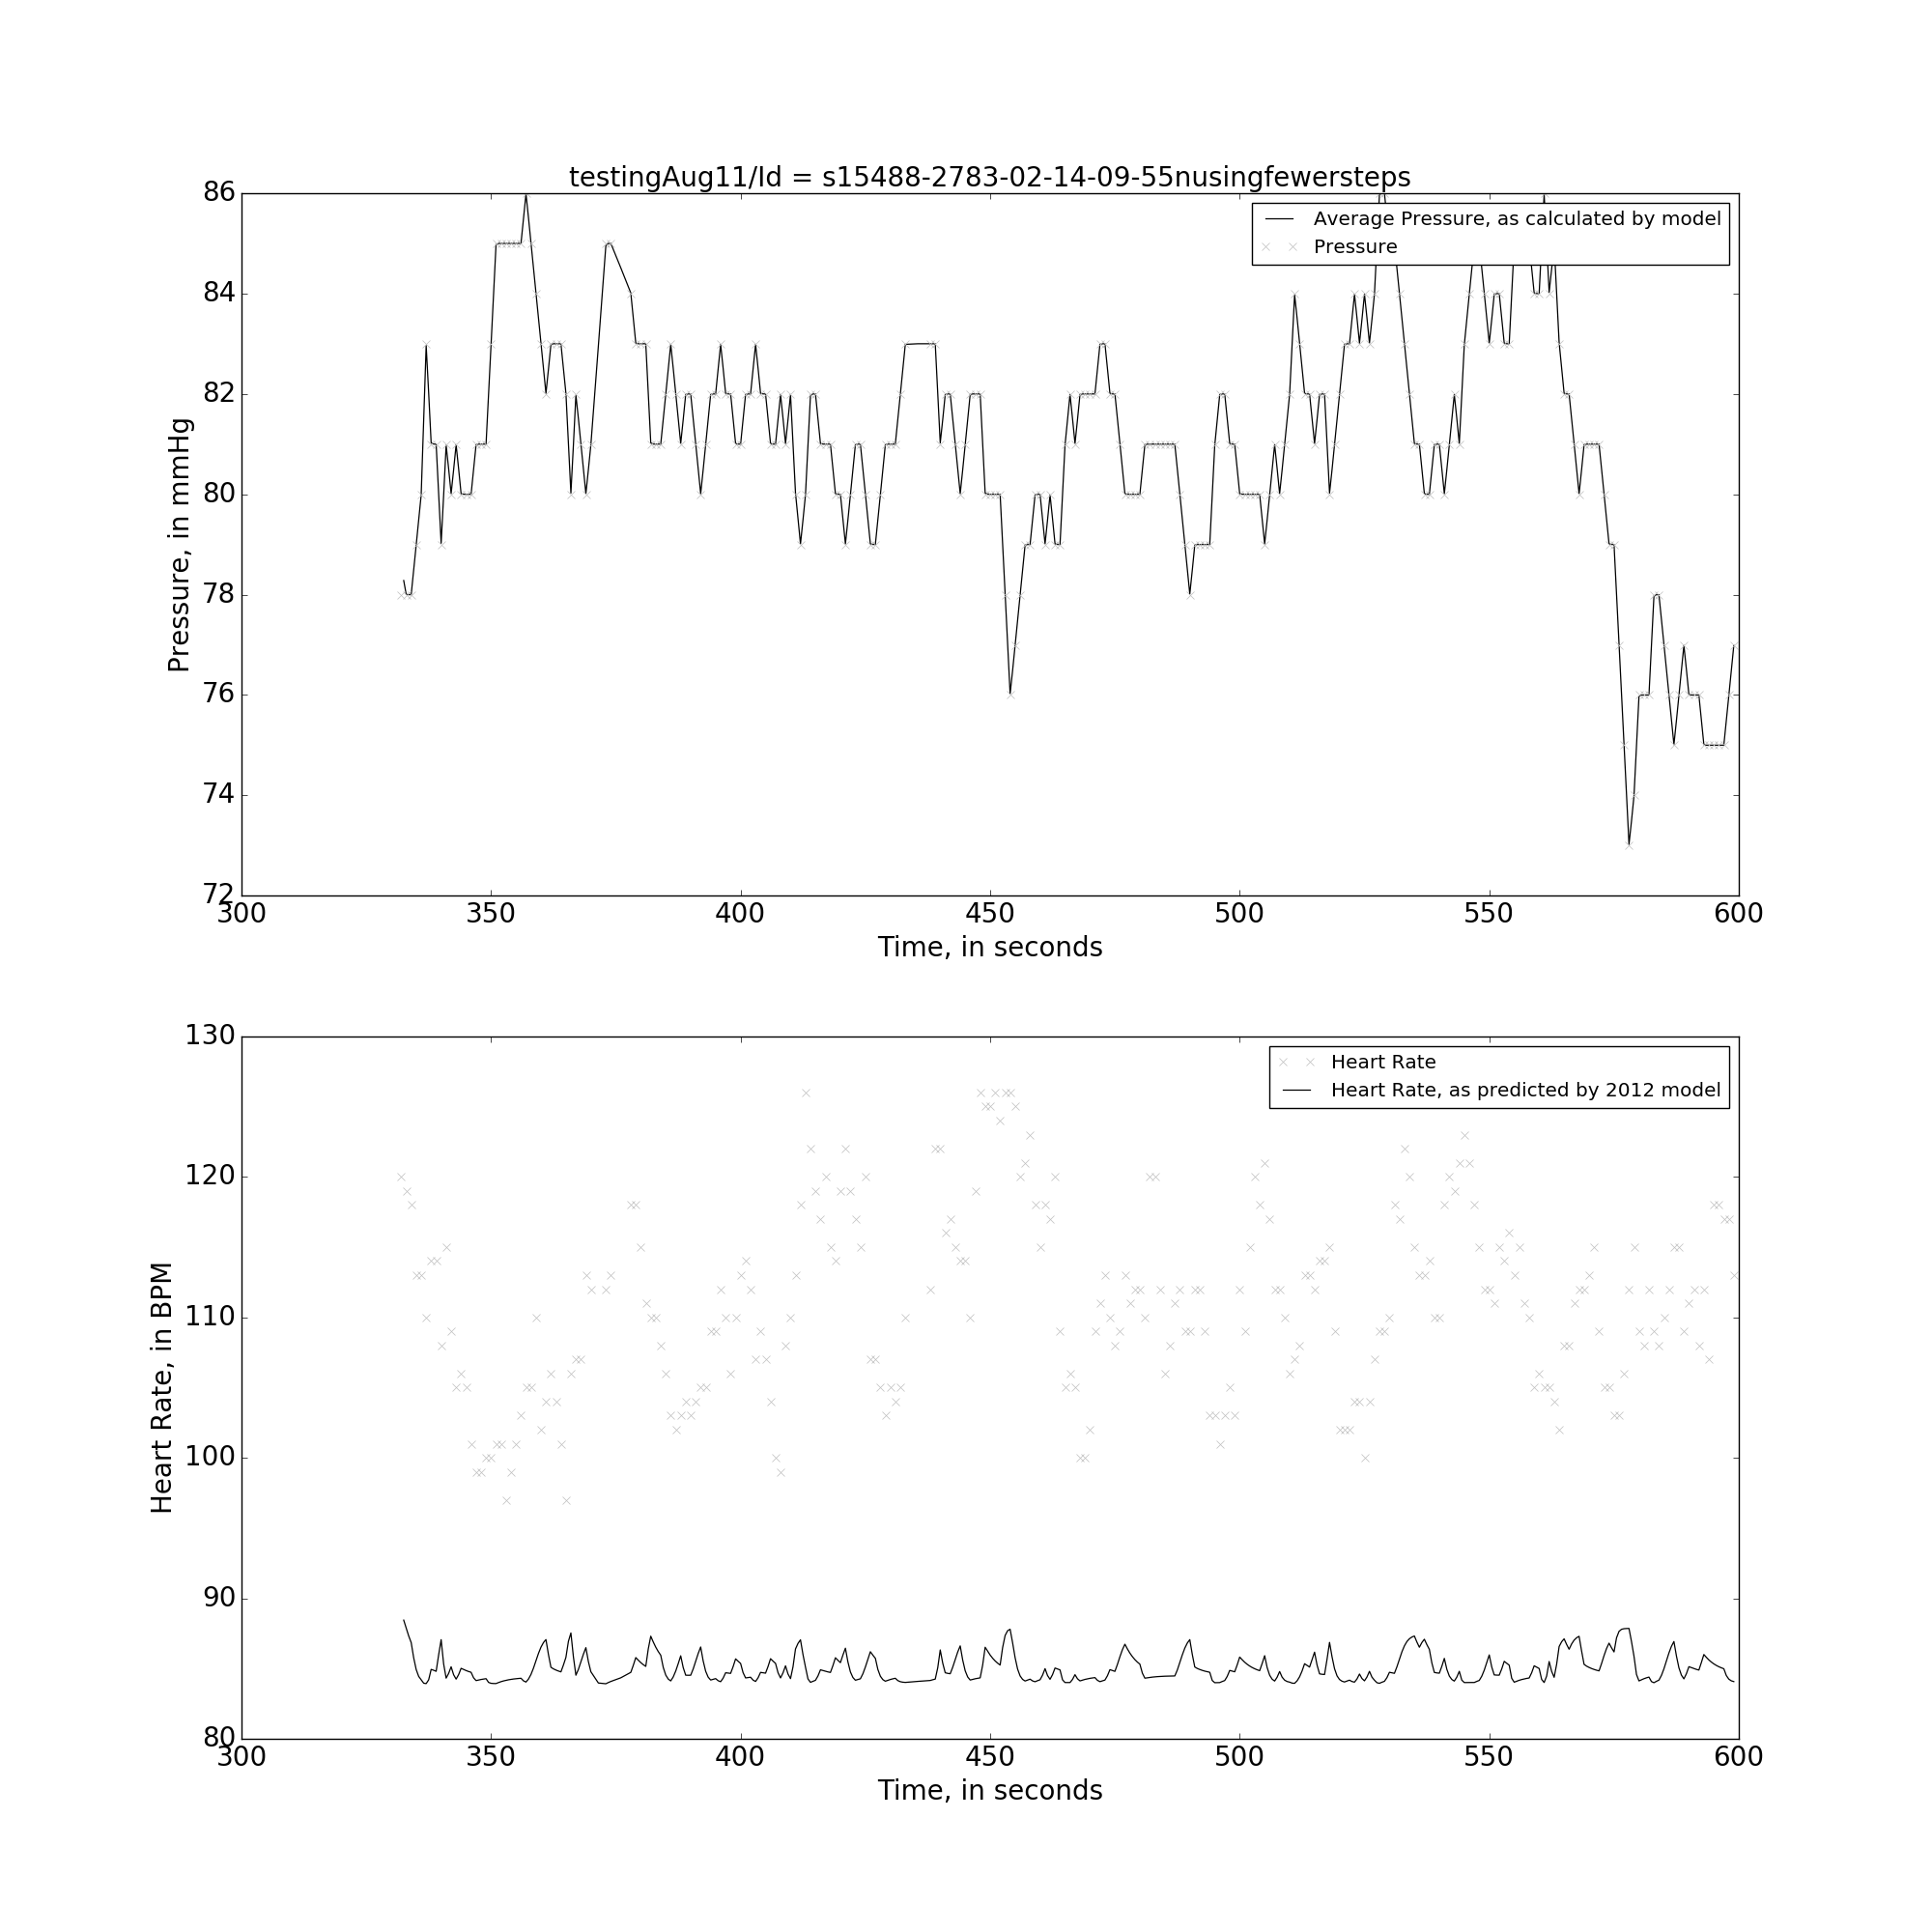 testingAug11/Id = s15488-2783-02-14-09-55nusingfewersteps
86
84
82
80
78
76
74
72
Pressure, in mmHg
Average Pressure, as calculated by model
Pressure
300 350 400 450 500 550 600
Time, in seconds
130
120
110
100
90
80
Heart Rate, in BPM
Heart Rate
Heart Rate, as predicted by 2012 model
300 350 400 450 500 550 600
Time, in seconds